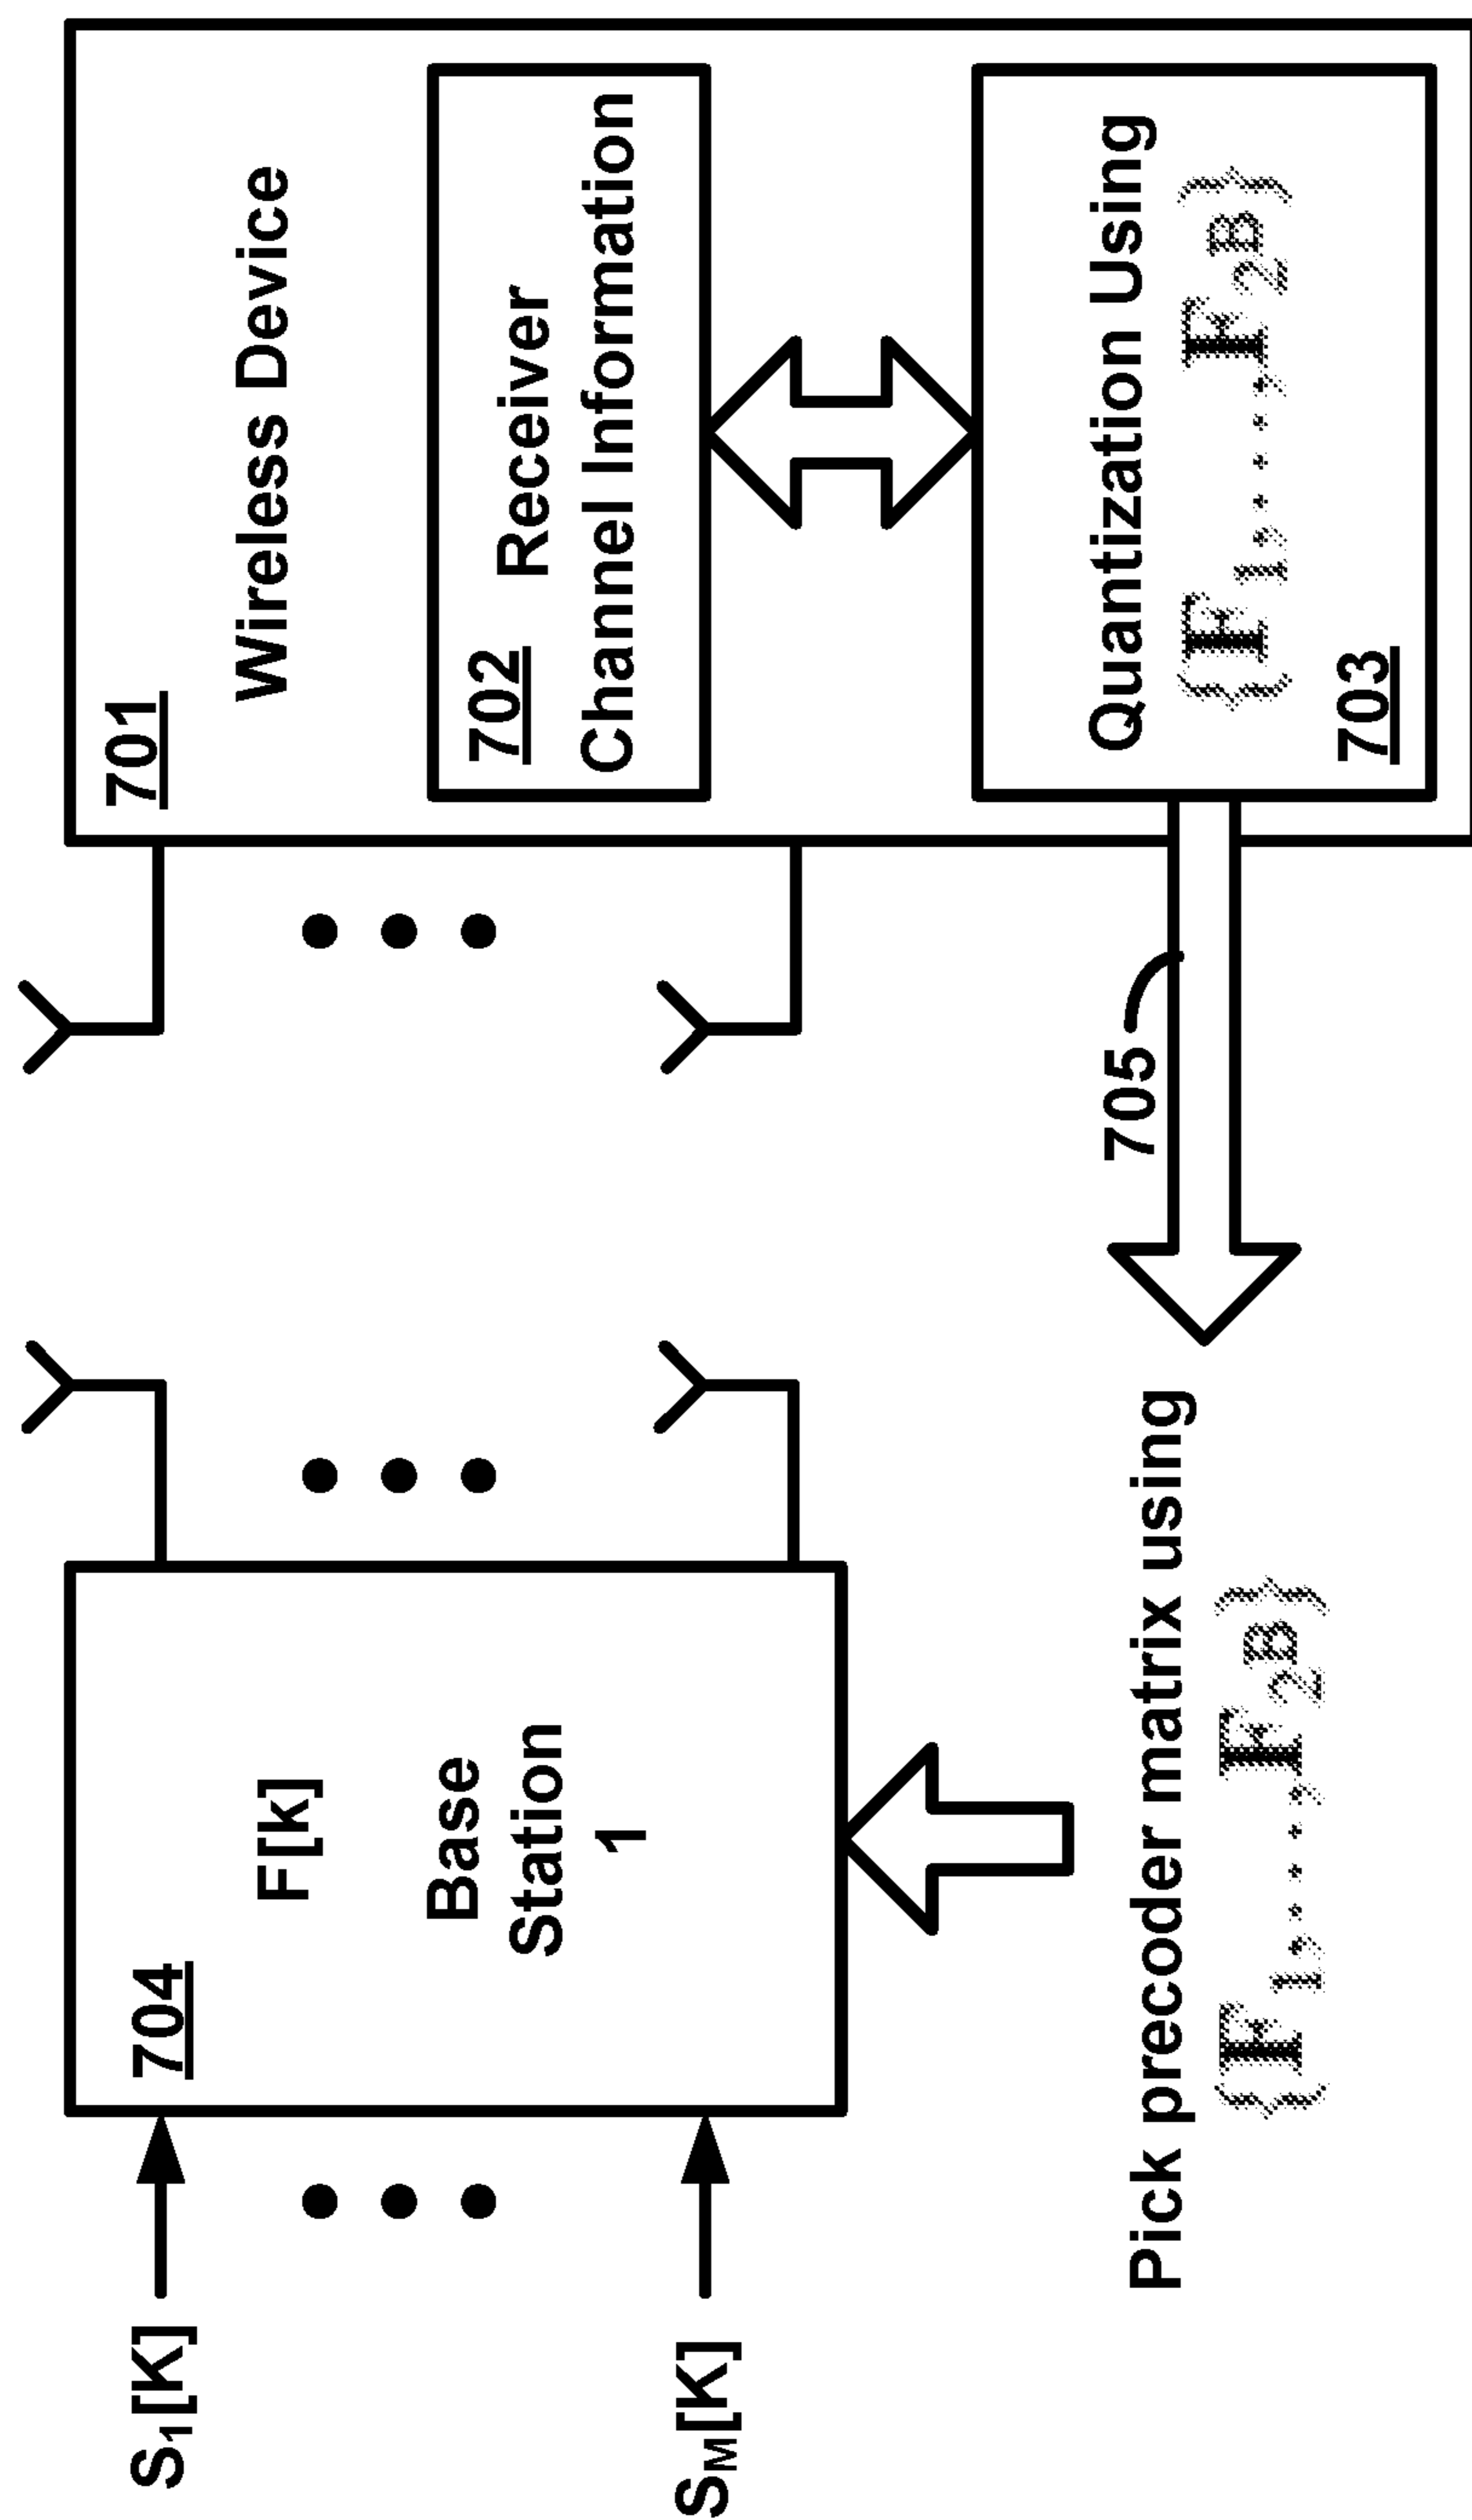 S1[K]
SM[K]
704
F[k]
Base
Station
1
Pick precoder matrix using
(F1, . . . , F2B)
705
701
Wireless Device
702 Receiver
Channel Information
Quantization Using
(F1, . . . , F2B)
703